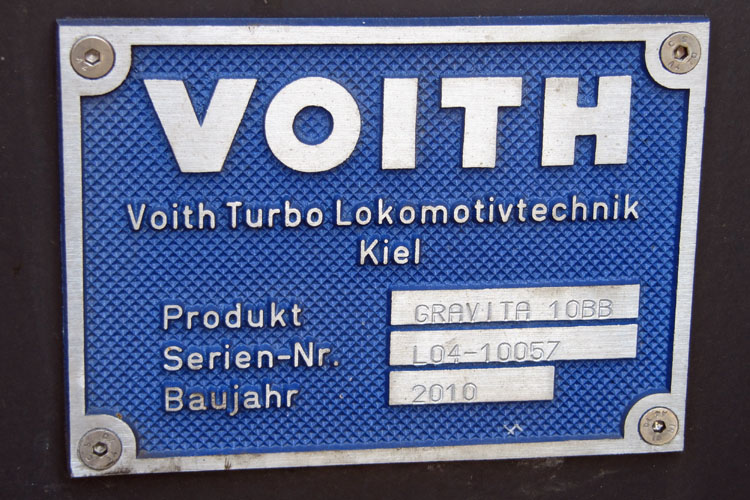 VOITH
Voith Turbo Lokomotivtechnik
Kiel
Produkt GRAVITA 10BB
Serien-Nr. L04-10057
Baujahr 2010